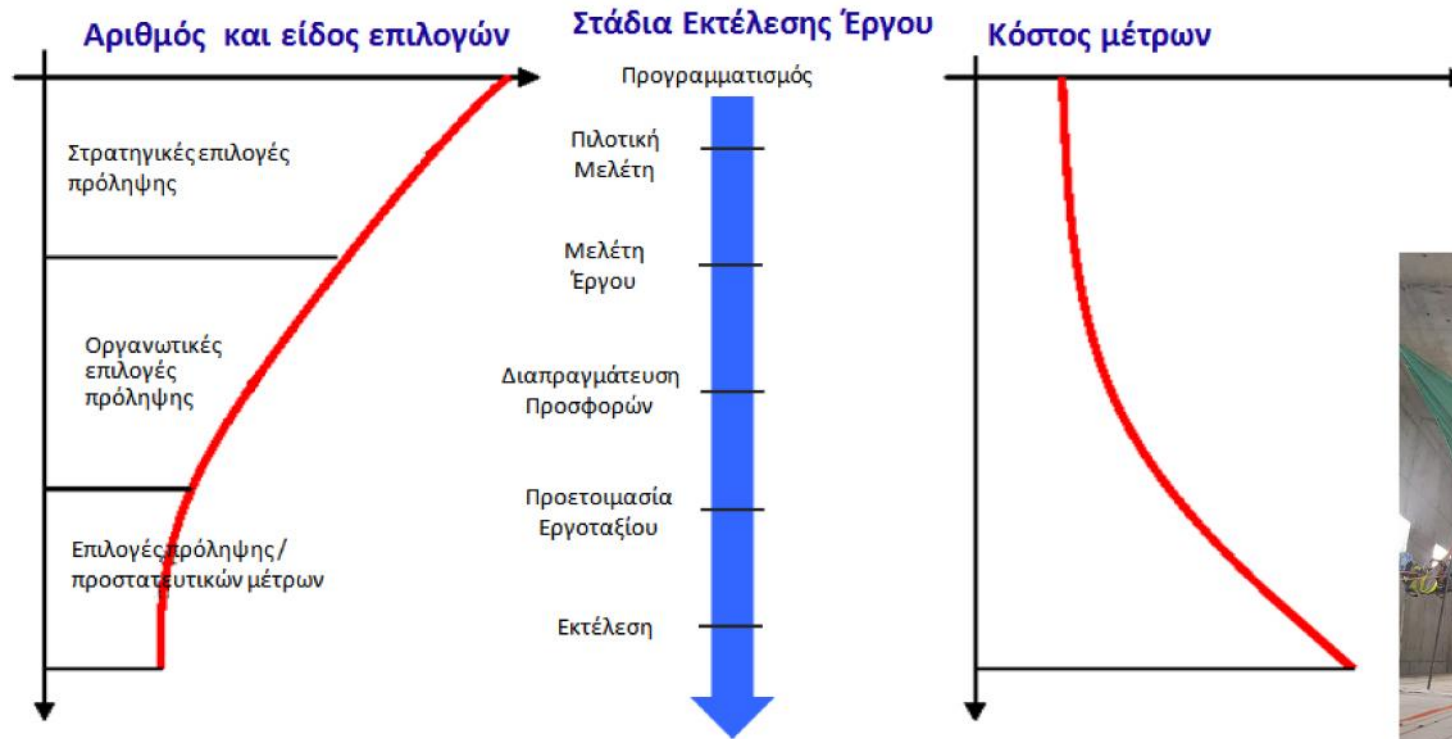 Αριθμός και είδος επιλογών
Στρατηγικές επιλογές
πρόληψης
Οργανωτικές
επιλογές
πρόληψης
Επιλογές πρόληψης /
προστατευτικών μέτρων
Στάδια Εκτέλεσης Έργου
Προγραμματισμός
Πιλοτική
Μελέτη
Μελέτη
Έργου
Διαπραγμάτευση
Προσφορών
Προετοιμασία
Εργοταξίου
Εκτέλεση
Κόστος μέτρων